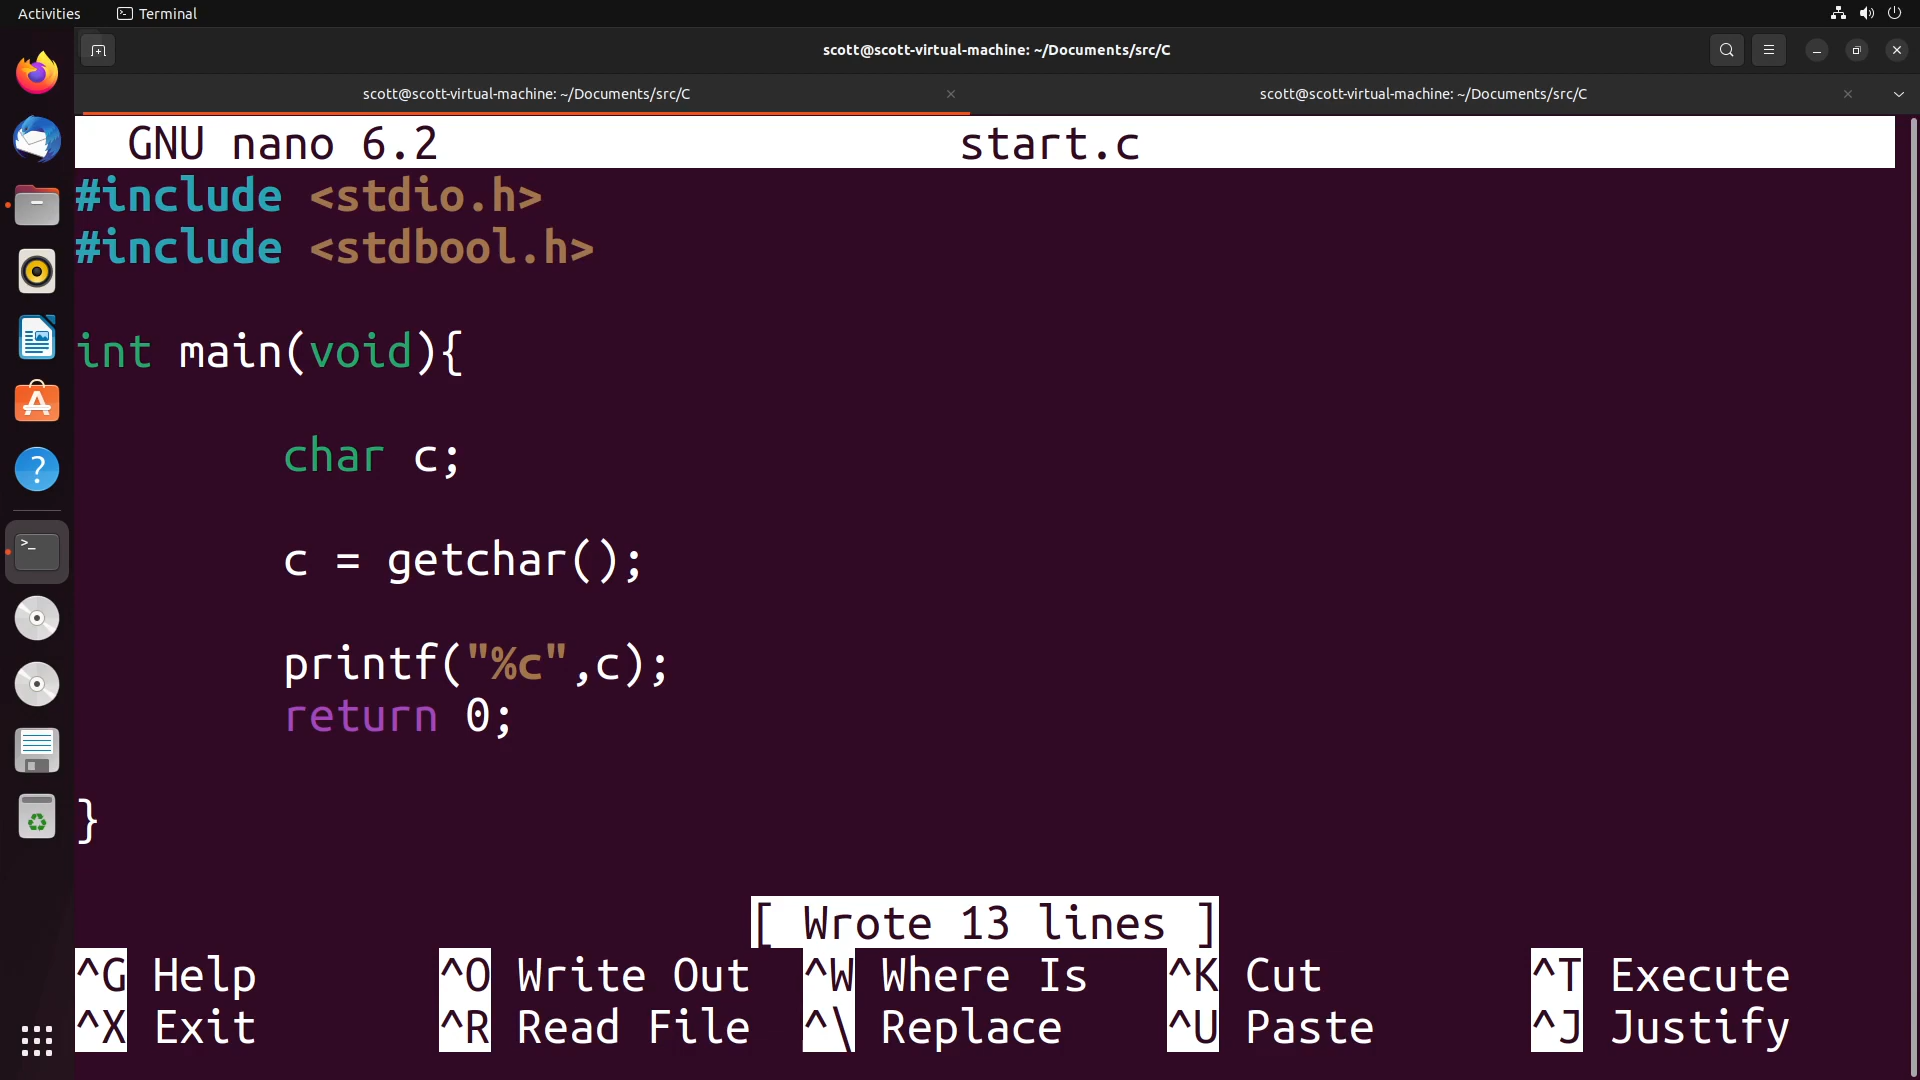 Activities Terminal
scott@scott-virtual-machine: ~/Documents/src/C
scott@scott-virtual-machine: ~/Documents/src/C scott@scott-virtual-machine: ~/Documents/src/C
GNU nano 6.2 start.c
#include <stdio.h>
#include <stdbool.h>
int main(void){
char c;
c = getchar();
printf("%c",c);
return 0;
}
[ Wrote 13 lines ]
^G Help ^O Write Out ^W Where Is ^K Cut ^T Execute
^X Exit ^R Read File ^\ Replace ^U Paste ^J Justify